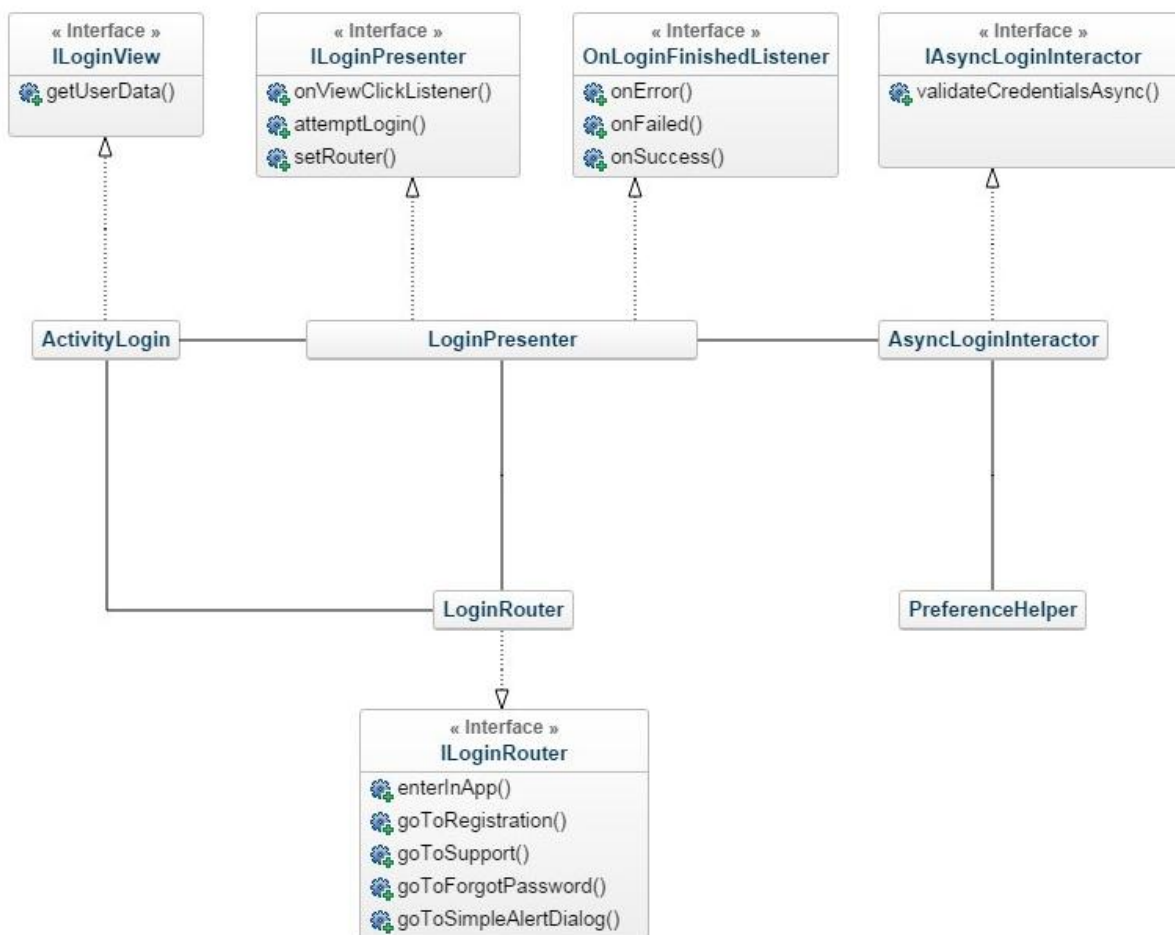 « Interface »
ILoginView
getUserData()
« Interface »
ILoginPresenter
onViewClickListener()
attemptLogin()
setRouter()
« Interface »
OnLoginFinishedListener
onError()
onFailed()
onSuccess()
« Interface »
IAsyncLoginInteractor
validateCredentialsAsync()
ActivityLogin
LoginPresenter
AsyncLoginInteractor
LoginRouter
PreferenceHelper
« Interface »
ILoginRouter
enterInApp()
goToRegistration()
goToSupport()
goToForgotPassword()
goToSimpleAlertDialog()